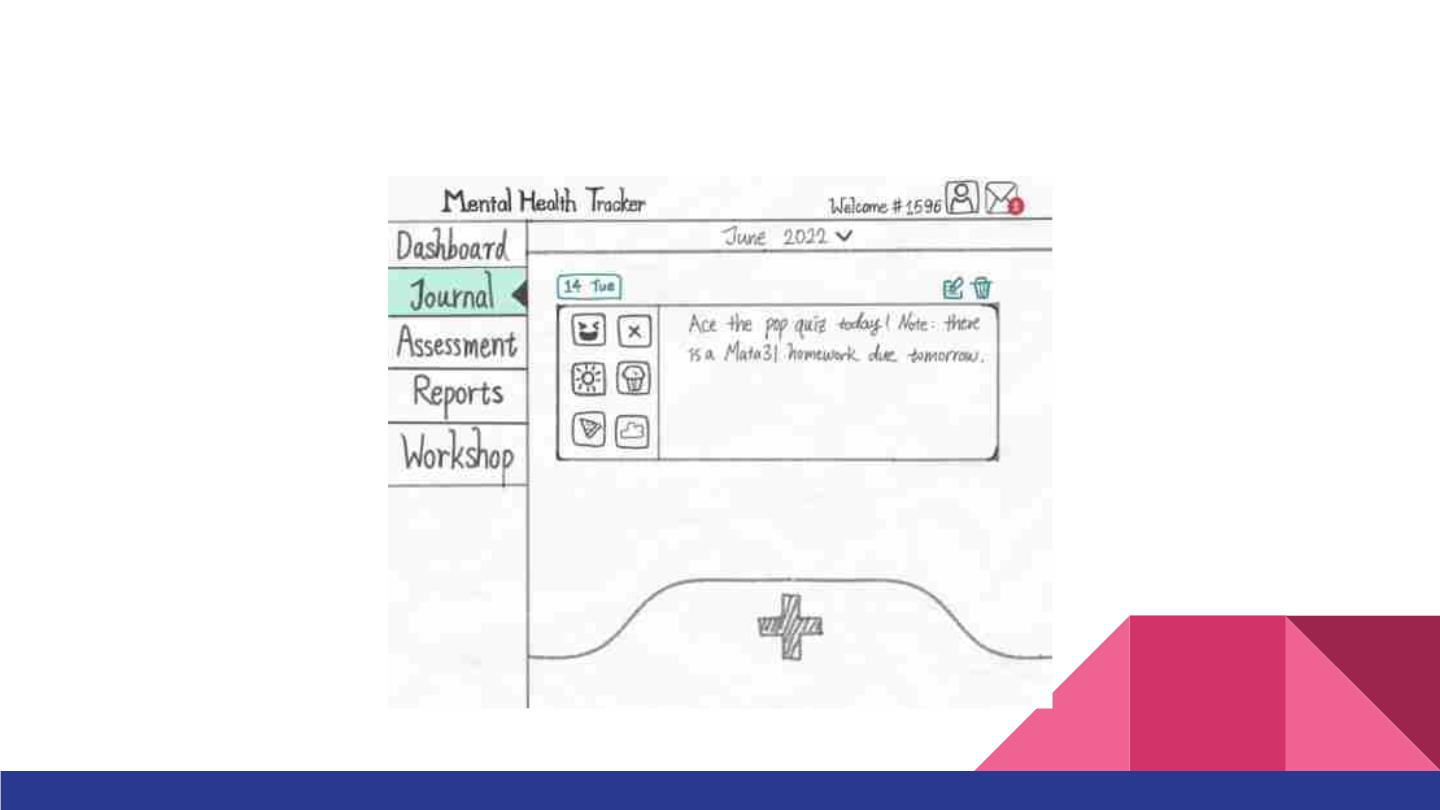 Mental Health Tracker
Welcome #1596
Dashboard
June 2022
Journal
14 Tue
Assessment
Ace the pop quiz today! Note: there
is a Mata31 homework due tomorrow.
Reports
Workshop